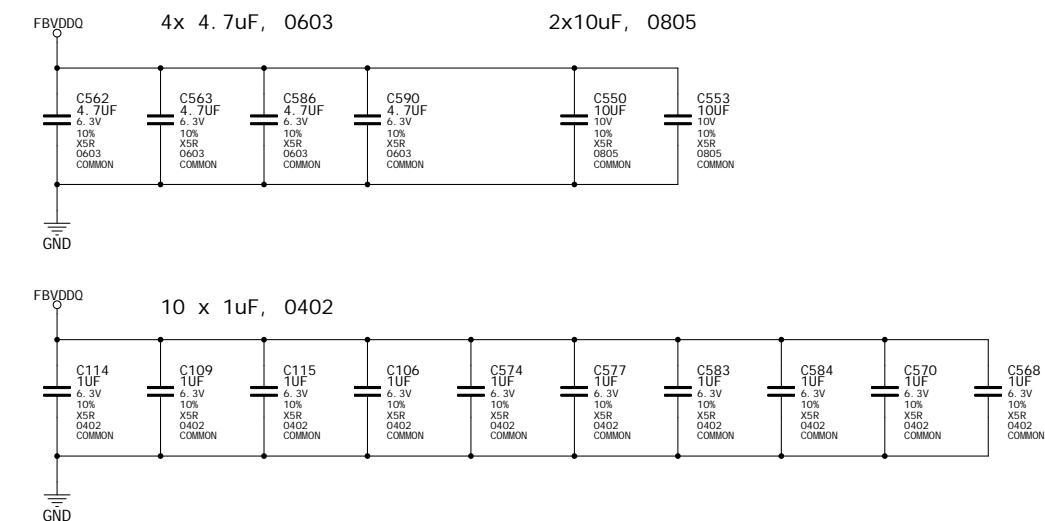 FBVDDQ
4x 4.7uF, 0603
2x10uF, 0805
C562
4.7UF
6.3V
10%
X5R
0603
COMMON
C563
4.7UF
6.3V
10%
X5R
0603
COMMON
C586
4.7UF
6.3V
10%
X5R
0603
COMMON
C590
4.7UF
6.3V
10%
X5R
0603
COMMON
C550
10UF
10V
10%
X5R
0805
COMMON
C553
10UF
10V
10%
X5R
0805
COMMON
GND
FBVDDQ
10 x 1uF, 0402
C114
1UF
6.3V
10%
X5R
0402
COMMON
C109
1UF
6.3V
10%
X5R
0402
COMMON
C115
1UF
6.3V
10%
X5R
0402
COMMON
C106
1UF
6.3V
10%
X5R
0402
COMMON
C574
1UF
6.3V
10%
X5R
0402
COMMON
C577
1UF
6.3V
10%
X5R
0402
COMMON
C583
1UF
6.3V
10%
X5R
0402
COMMON
C584
1UF
6.3V
10%
X5R
0402
COMMON
C570
1UF
6.3V
10%
X5R
0402
COMMON
C568
1UF
6.3V
10%
X5R
0402
COMMON
GND